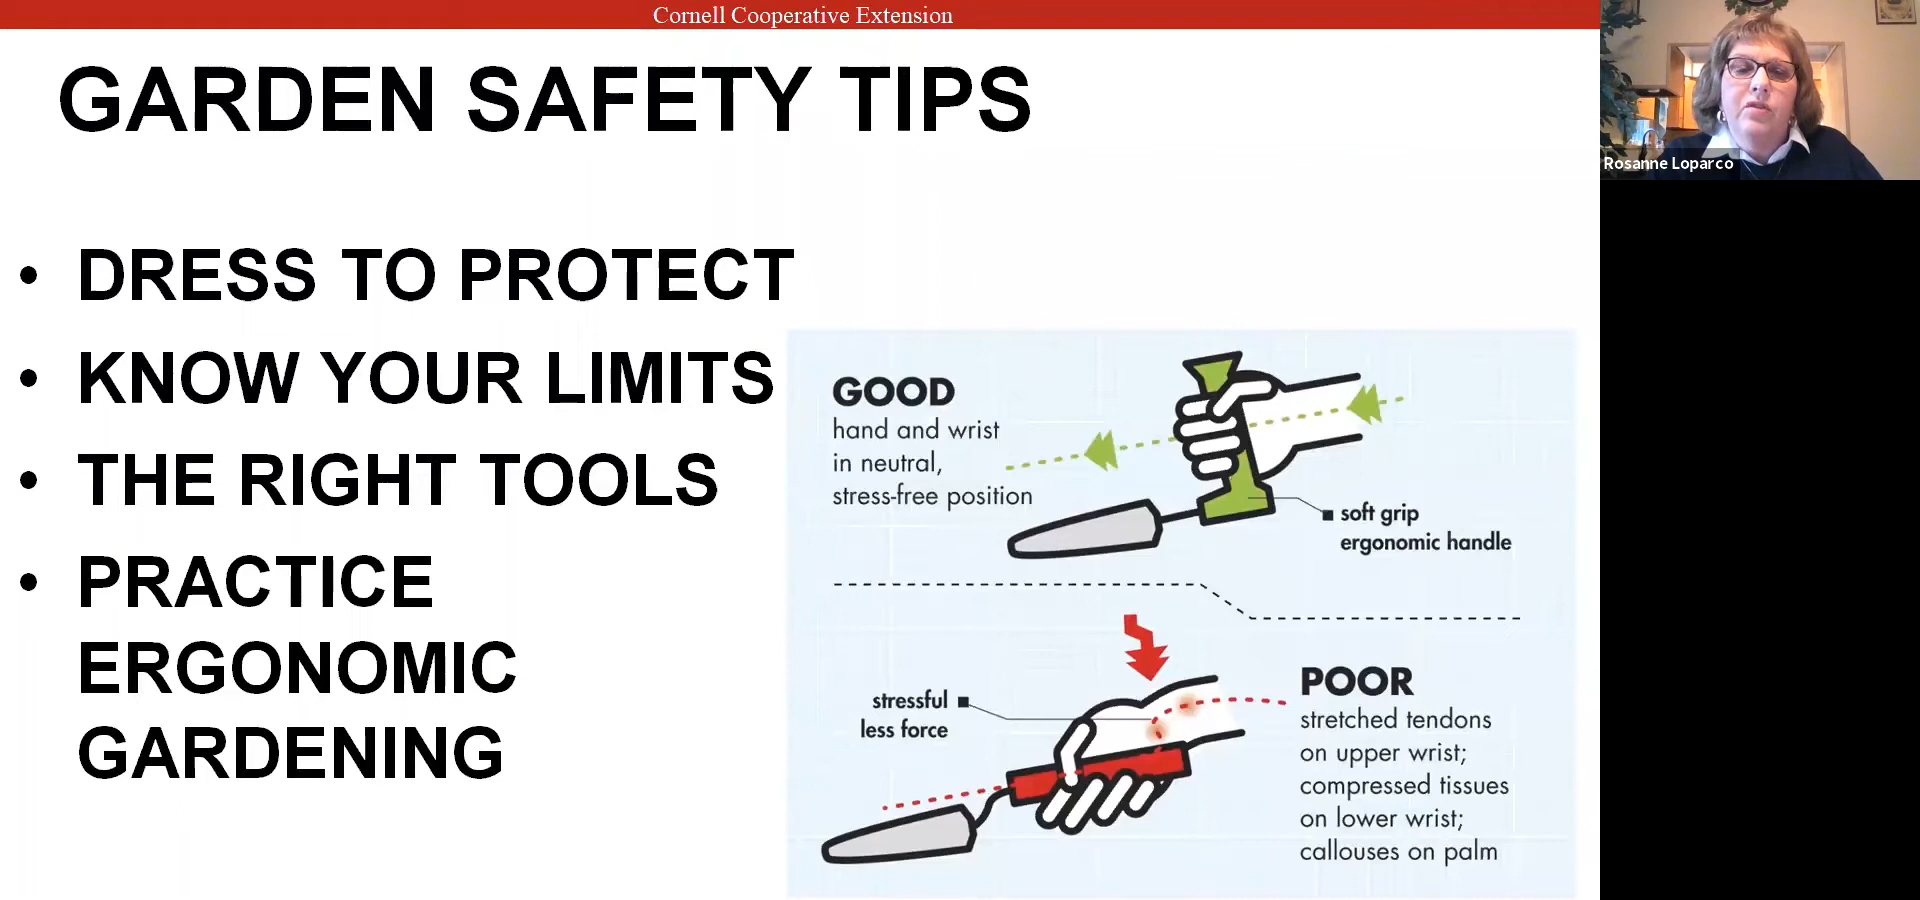 Cornell Cooperative Extension
GARDEN SAFETY TIPS
• DRESS TO PROTECT
• KNOW YOUR LIMITS
• THE RIGHT TOOLS
• PRACTICE
ERGONOMIC
GARDENING
GOOD
hand and wrist
in neutral,
stress-free position
soft grip
ergonomic handle
stressful
less force
POOR
stretched tendons
on upper wrist;
compressed tissues
on lower wrist;
callouses on palm
Rosanne Loparco